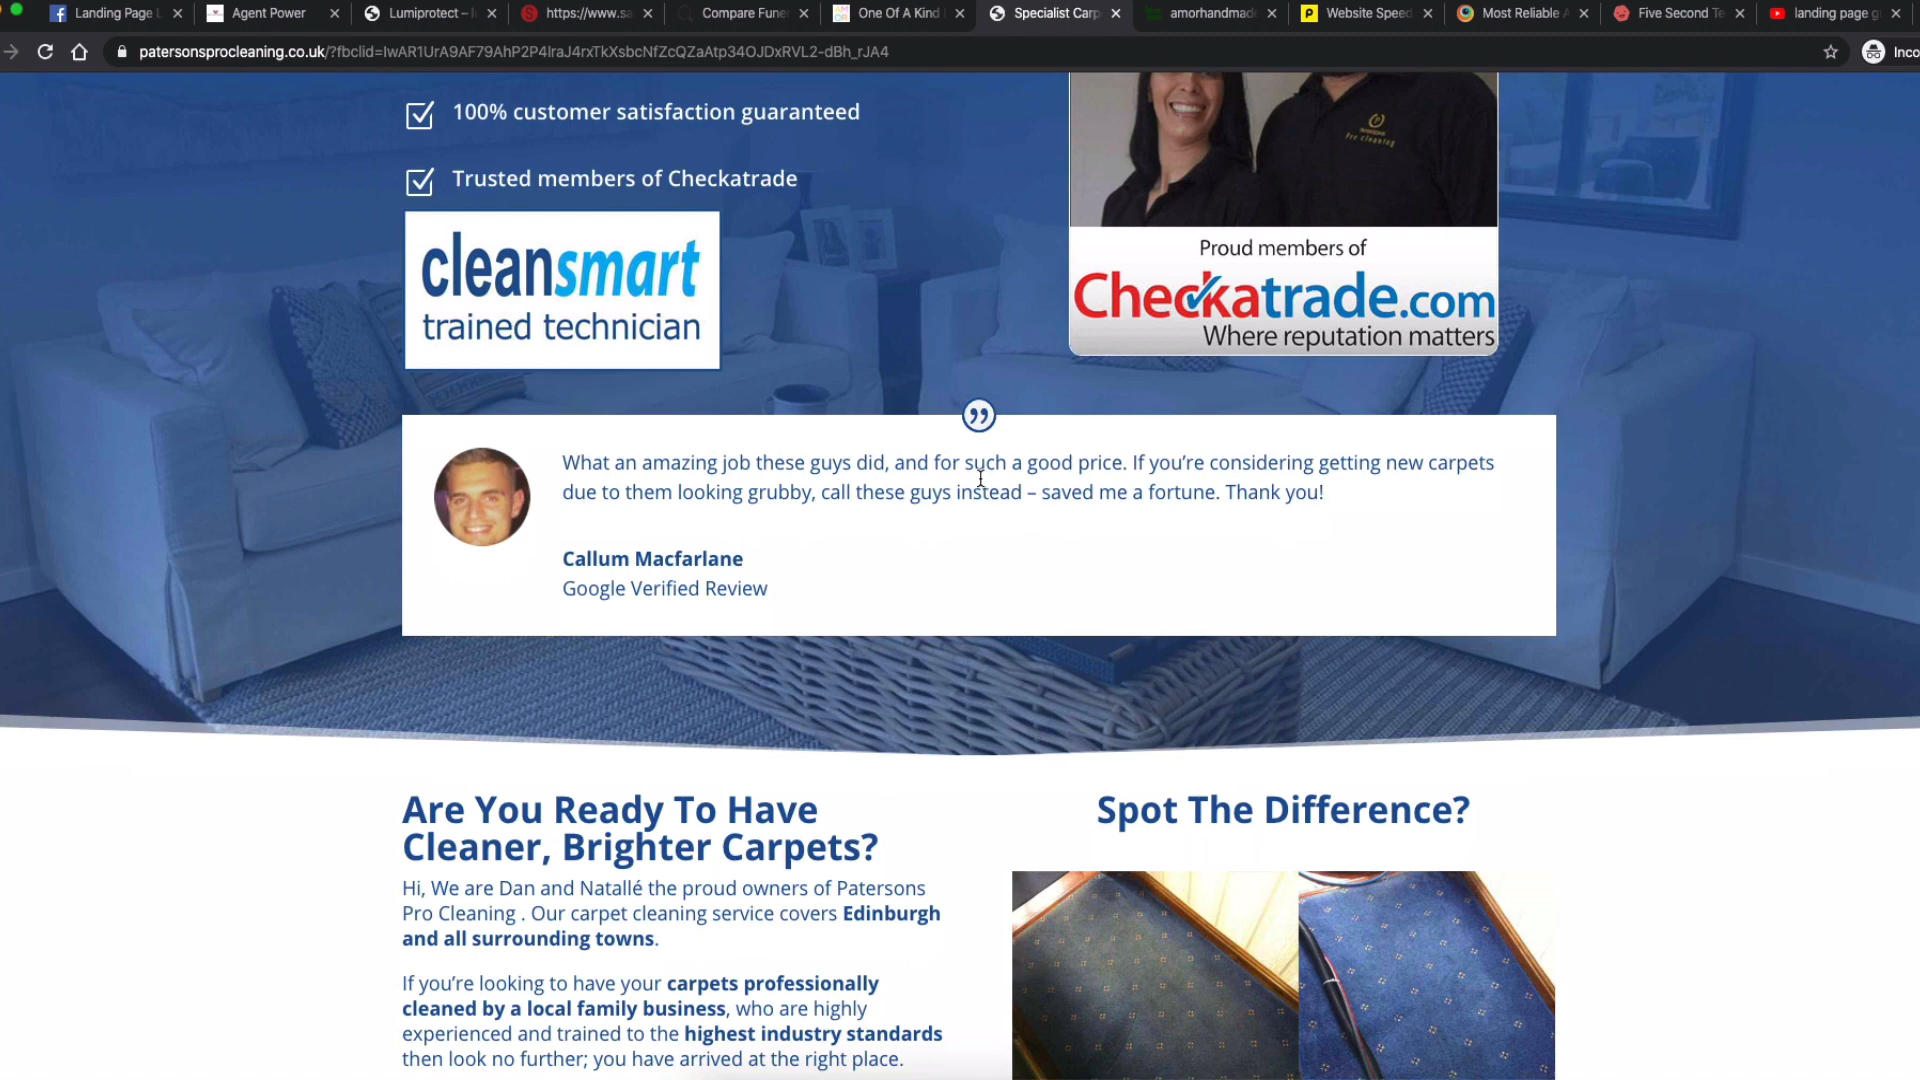 Landing Page
Agent Power
Lumiprotect –
https://www.sa
Compare Fune
One Of A Kind
Specialist Carp
amorhandmad
Website Speed
Most Reliable
Five Second Te
landing page g
patersonsprocleaning.co.uk/?fbclid=IwAR1UrA9AF79AhP2P4lraJ4rxTkXsbcNfZcQZaAtp34OJDxRVL2-dBh_rJA4
Inco
100% customer satisfaction guaranteed
Trusted members of Checkatrade
cleansmart
trained technician
Pro cleaning
Proud members of
Checkatrade.com
Where reputation matters
What an amazing job these guys did, and for such a good price. If you’re considering getting new carpets
due to them looking grubby, call these guys instead – saved me a fortune. Thank you!
Callum Macfarlane
Google Verified Review
Are You Ready To Have
Cleaner, Brighter Carpets?
Hi, We are Dan and Natallé the proud owners of Patersons
Pro Cleaning . Our carpet cleaning service covers Edinburgh
and all surrounding towns.
If you’re looking to have your carpets professionally
cleaned by a local family business, who are highly
experienced and trained to the highest industry standards
then look no further; you have arrived at the right place.
Spot The Difference?